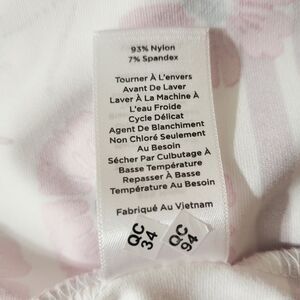 93% Nylon
7% Spandex
Tourner À L'envers
Avant De Laver
Laver À La Machine À
L'eau Froide
Cycle Délicat
Agent De Blanchiment
Non Chloré Seulement
Au Besoin
Sécher Par Culbutage À
Basse Température
Repasser À Basse
Température Au Besoin
Fabriqué Au Vietnam
QC
34
QC
94